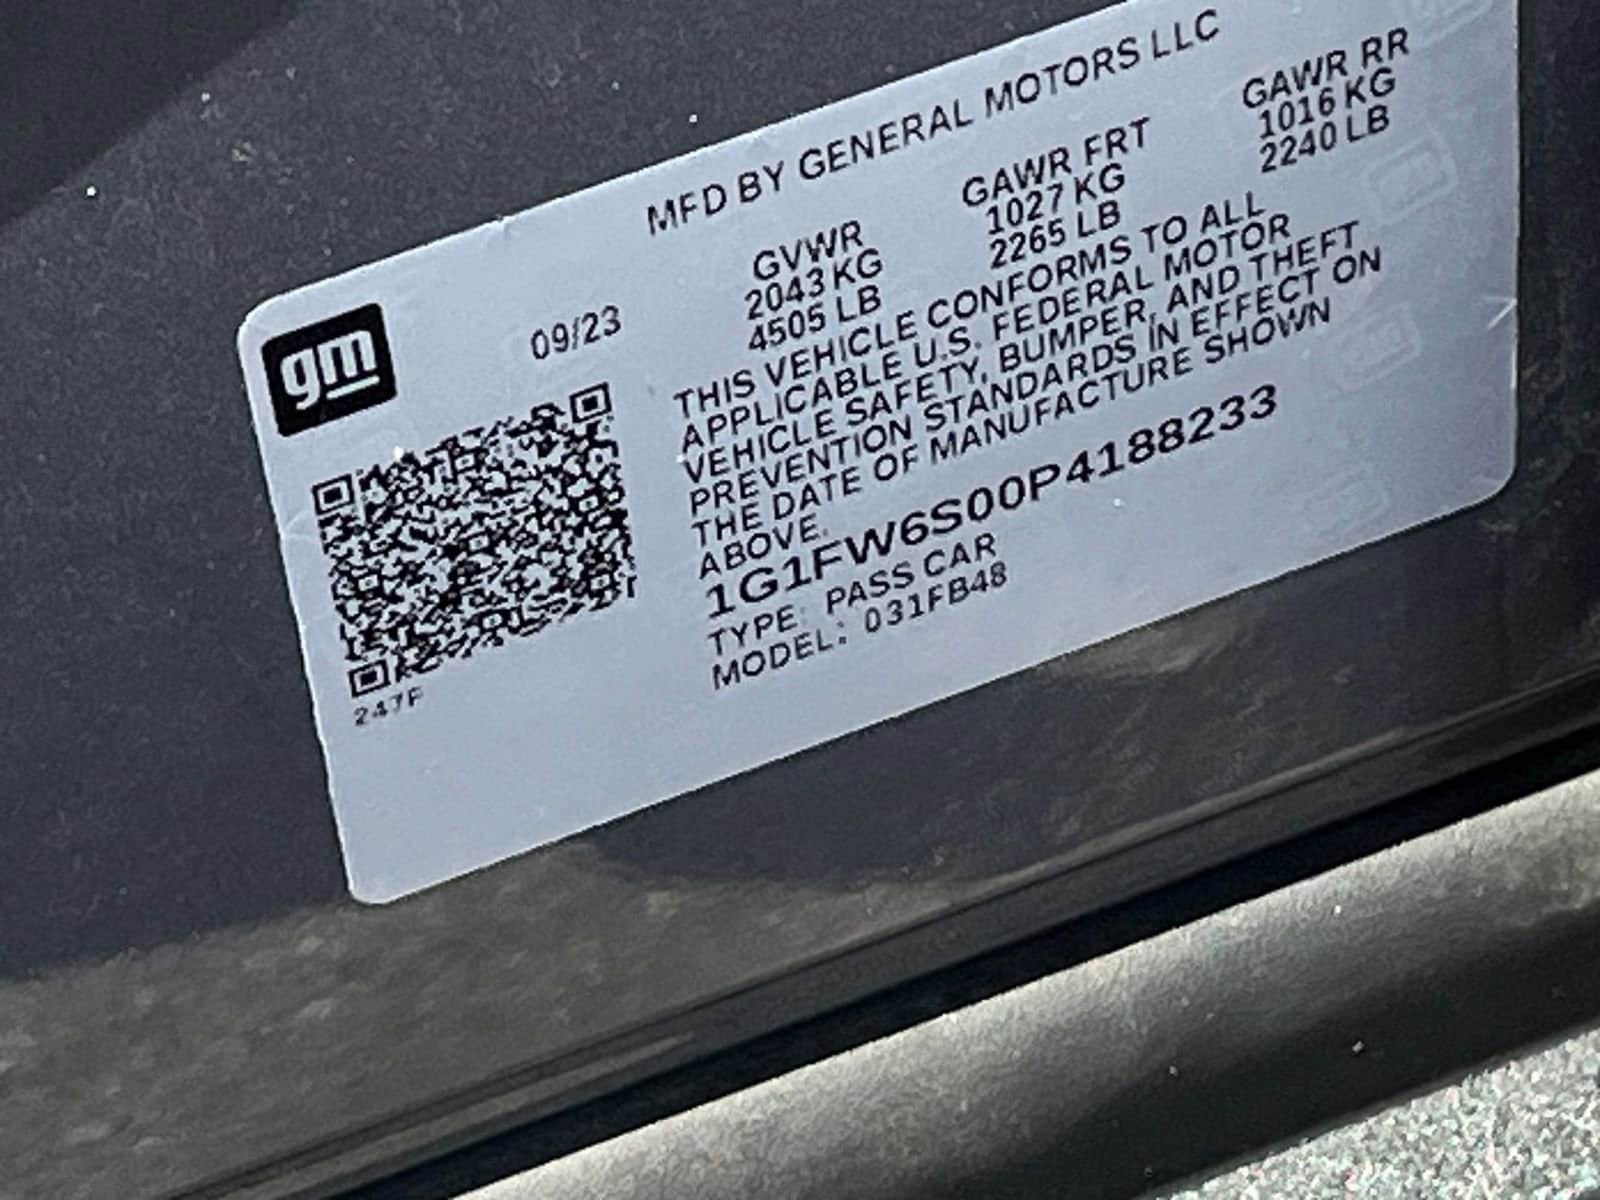 MFD BY GENERAL MOTORS LLC
gm
09/23
GVWR
2043 KG
4505 LB
GAWR FRT
1027 KG
2265 LB
GAWR RR
1016 KG
2240 LB
THIS VEHICLE CONFORMS TO ALL
APPLICABLE U.S. FEDERAL MOTOR
VEHICLE SAFETY, BUMPER, AND THEFT
PREVENTION STANDARDS IN EFFECT ON
THE DATE OF MANUFACTURE SHOWN
ABOVE.
1G1FW6S00P4188233
TYPE: PASS CAR
MODEL: 031FB48
247F